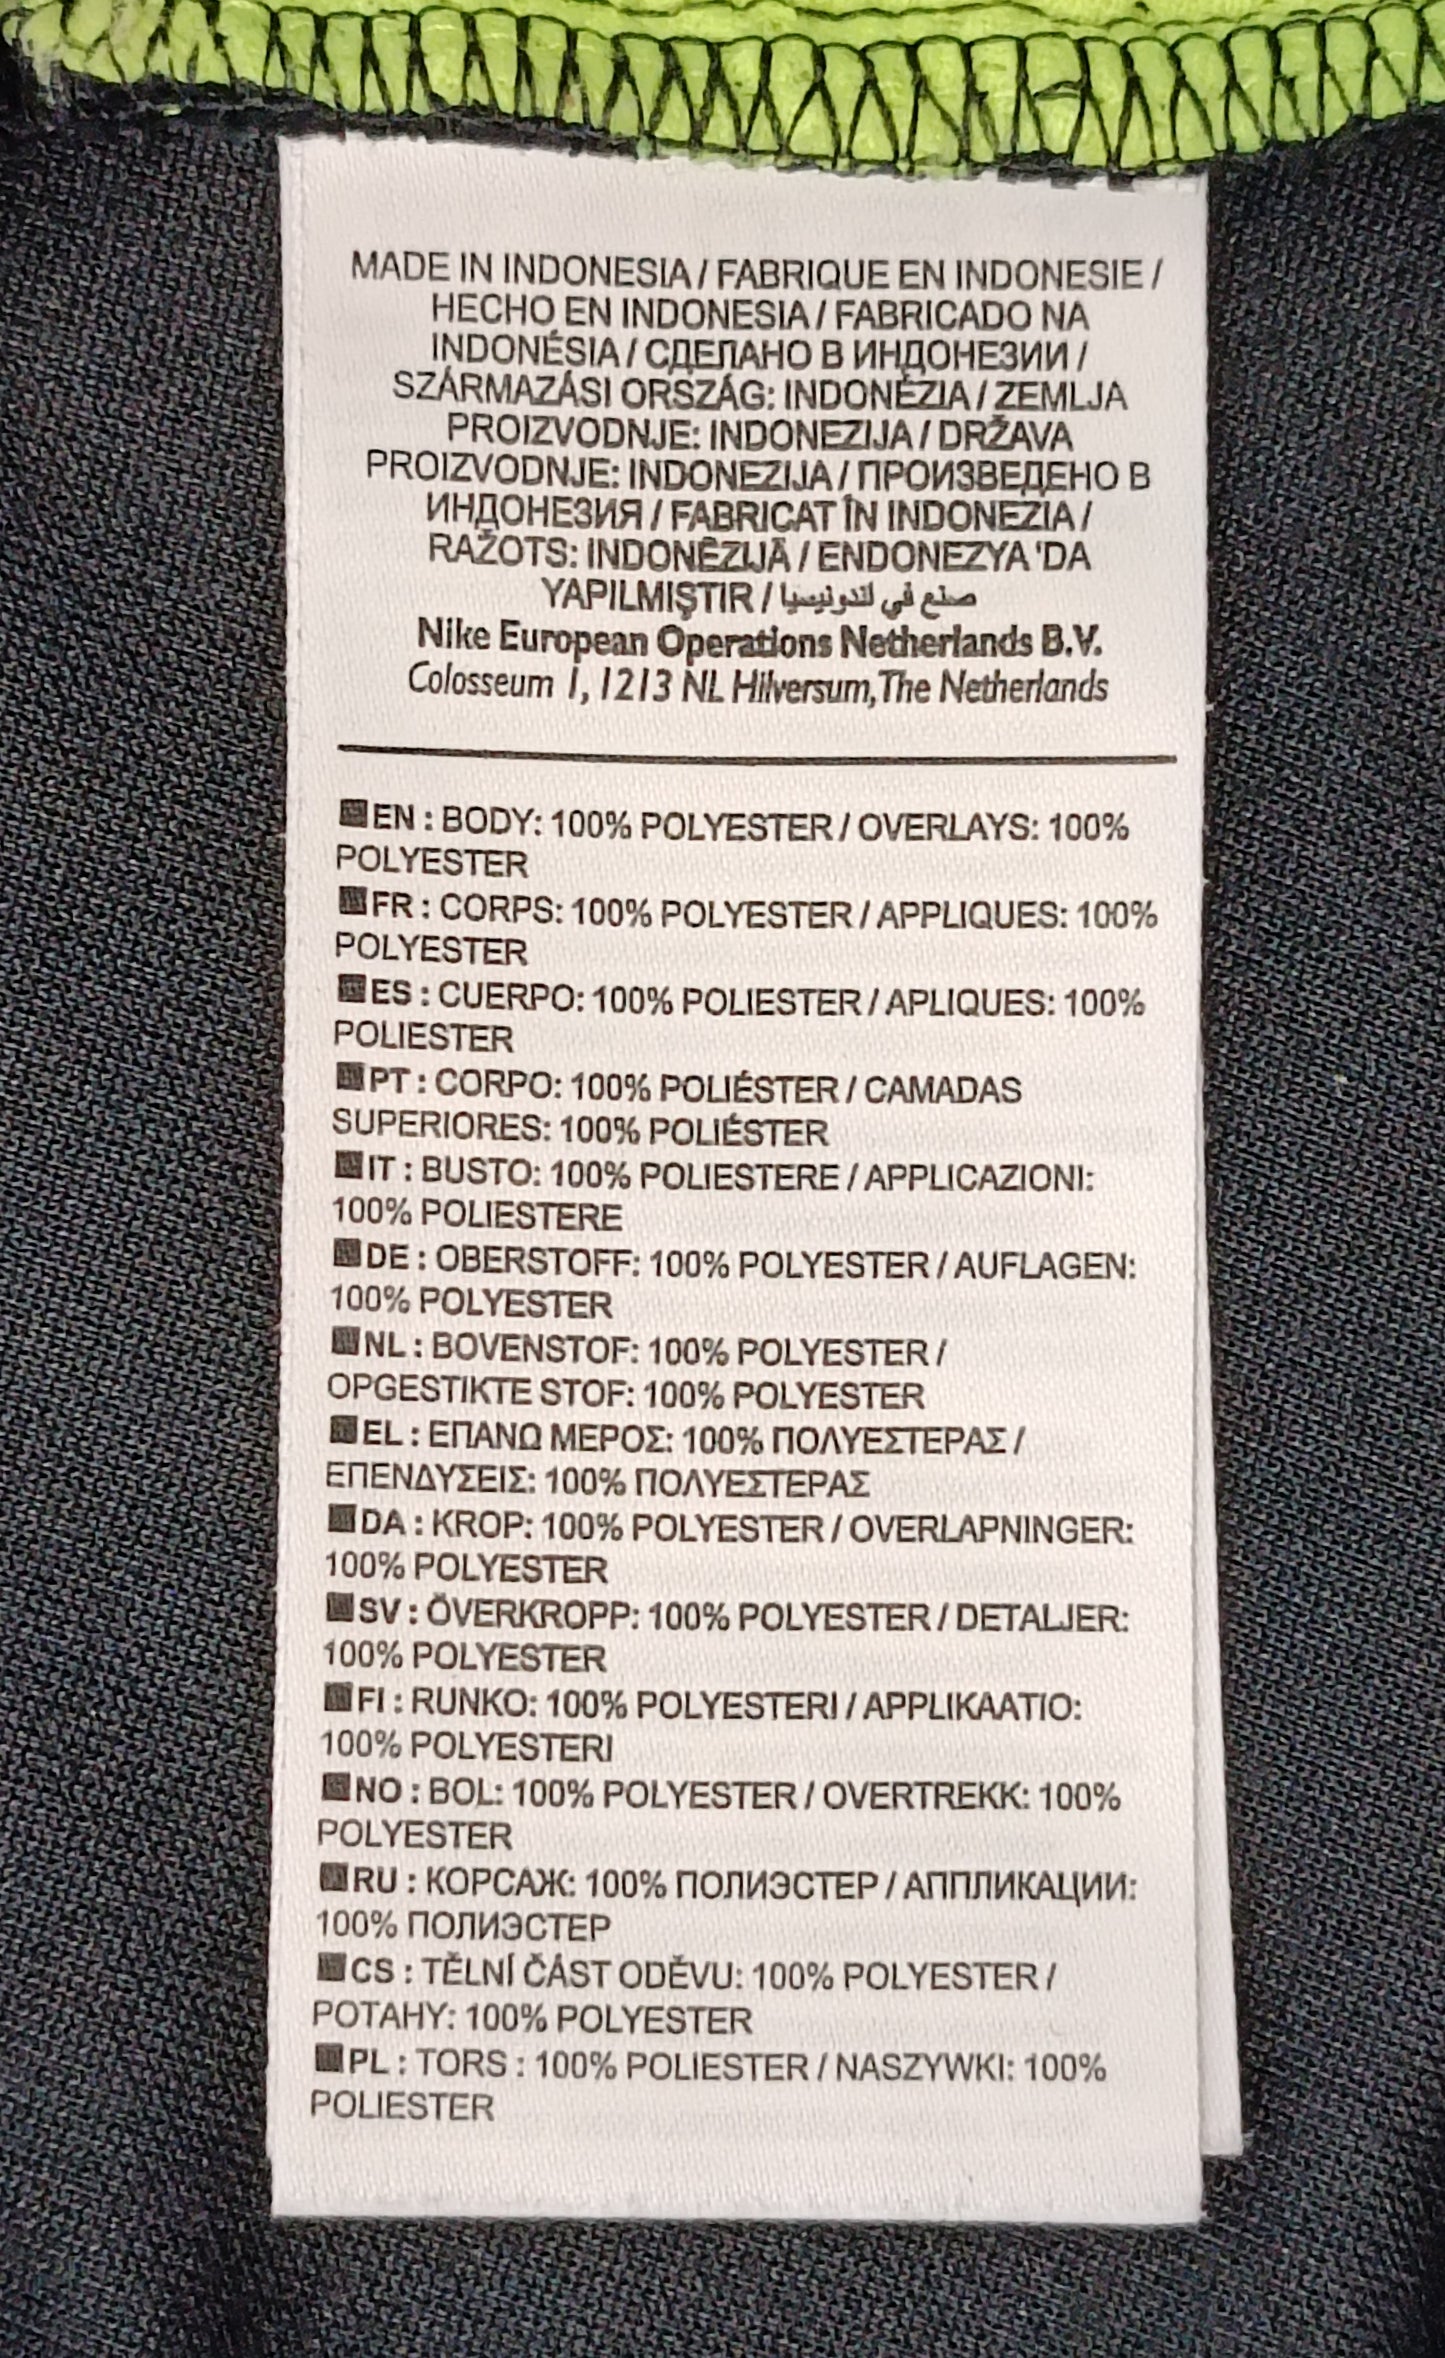 MADE IN INDONESIA / FABRIQUE EN INDONESIE /
HECHO EN INDONESIA / FABRICADO NA
INDONÉSIA / СДЕЛАНО В ИНДОНЕЗИИ /
SZÁRMAZÁSI ORSZÁG: INDONÉZIA / ZEMLJA
PROIZVODNJE: INDONEZIJA / DRŽAVA
PROIZVODNJE: INDONEZIJA / ПРОИЗВЕДЕНО В
ИНДОНЕЗИЯ / FABRICAT ÎN INDONEZIA /
RAŽOTS: INDONĒZIJĀ / ENDONEZYA 'DA
YAPILMIŞTIR / صنع في اندونيسيا
Nike European Operations Netherlands B.V.
Colosseum 1, 1213 NL Hilversum, The Netherlands
EN : BODY: 100% POLYESTER / OVERLAYS: 100%
POLYESTER
FR : CORPS: 100% POLYESTER / APPLIQUES: 100%
POLYESTER
ES : CUERPO: 100% POLIESTER / APLIQUES: 100%
POLIESTER
PT : CORPO: 100% POLIÉSTER / CAMADAS
SUPERIORES: 100% POLIÉSTER
IT : BUSTO: 100% POLIESTERE / APPLICAZIONI:
100% POLIESTERE
DE : OBERSTOFF: 100% POLYESTER / AUFLAGEN:
100% POLYESTER
NL : BOVENSTOF: 100% POLYESTER /
OPGESTIKTE STOF: 100% POLYESTER
EL : ΕΠΑΝΩ ΜΕΡΟΣ: 100% ΠΟΛΥΕΣΤΕΡΑΣ /
ΕΠΕΝΔΥΣΕΙΣ: 100% ΠΟΛΥΕΣΤΕΡΑΣ
DA : KROP: 100% POLYESTER / OVERLAPNINGER:
100% POLYESTER
SV : ÖVERKROPP: 100% POLYESTER / DETALJER:
100% POLYESTER
FI : RUNKO: 100% POLYESTERI / APPLIKAATIO:
100% POLYESTERI
NO : BOL: 100% POLYESTER / OVERTREKK: 100%
POLYESTER
RU : КОРСАЖ: 100% ПОЛИЭСТЕР / АППЛИКАЦИИ:
100% ПОЛИЭСТЕР
CS : TĚLNÍ ČÁST ODĚVU: 100% POLYESTER /
POTAHY: 100% POLYESTER
PL : TORS : 100% POLIESTER / NASZYWKI: 100%
POLIESTER